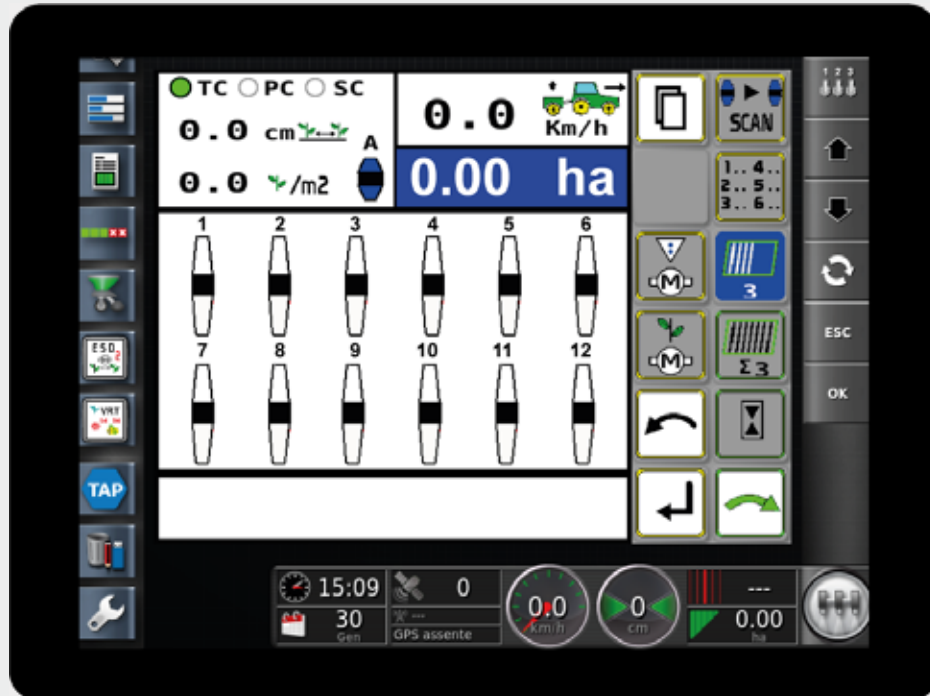 TC PC SC
0.0 cm
A
0.0 /m2
0.0 Km/h
0.00 ha
SCAN
1.. 4..
2.. 5..
3.. 6..
1 2 3 4 5 6
7 8 9 10 11 12
M
3
M
Σ3
1 2 3
ESC
OK
ESD
2
VRT
TAP
15:09
30
Gen
0
---
GPS assente
0.0
km/h
0
cm
---
0.00
ha